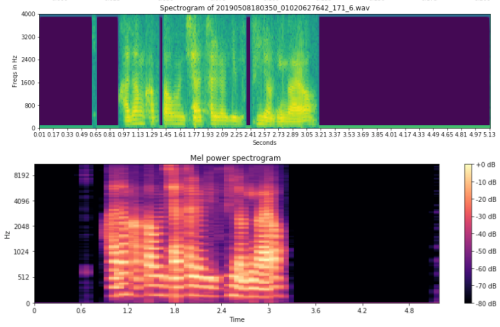 Spectrogram of 20190508180350_01020627642_171_6.wav
4000
3200
2400
1600
800
0
Freqs in Hz
0.01 0.17 0.33 0.49 0.65 0.81 0.97 1.13 1.29 1.45 1.61 1.77 1.93 2.09 2.25 2.41 2.57 2.73 2.89 3.05 3.21 3.37 3.53 3.69 3.85 4.01 4.17 4.33 4.49 4.65 4.81 4.97 5.13
Seconds
Mel power spectrogram
8192
4096
2048
1024
512
0
Hz
0 0.6 1.2 1.8 2.4 3 3.6 4.2 4.8
Time
+0 dB
-10 dB
-20 dB
-30 dB
-40 dB
-50 dB
-60 dB
-70 dB
-80 dB